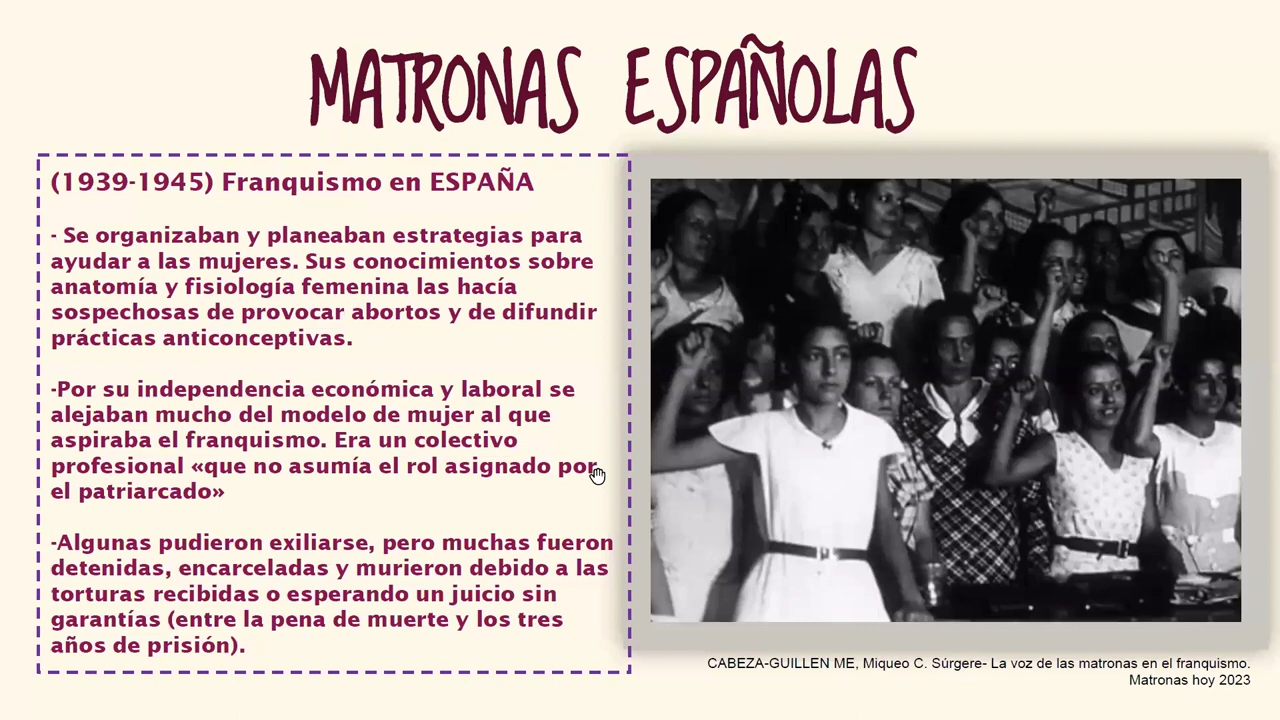 MATRONAS ESPAÑOLAS
(1939-1945) Franquismo en ESPAÑA
- Se organizaban y planeaban estrategias para
ayudar a las mujeres. Sus conocimientos sobre
anatomía y fisiología femenina las hacía
sospechosas de provocar abortos y de difundir
prácticas anticonceptivas.
-Por su independencia económica y laboral se
alejaban mucho del modelo de mujer al que
aspiraba el franquismo. Era un colectivo
profesional «que no asumía el rol asignado por
el patriarcado»
-Algunas pudieron exiliarse, pero muchas fueron
detenidas, encarceladas y murieron debido a las
torturas recibidas o esperando un juicio sin
garantías (entre la pena de muerte y los tres
años de prisión).
CABEZA-GUILLEN ME, Miqueo C. Súrgere- La voz de las matronas en el franquismo.
Matronas hoy 2023